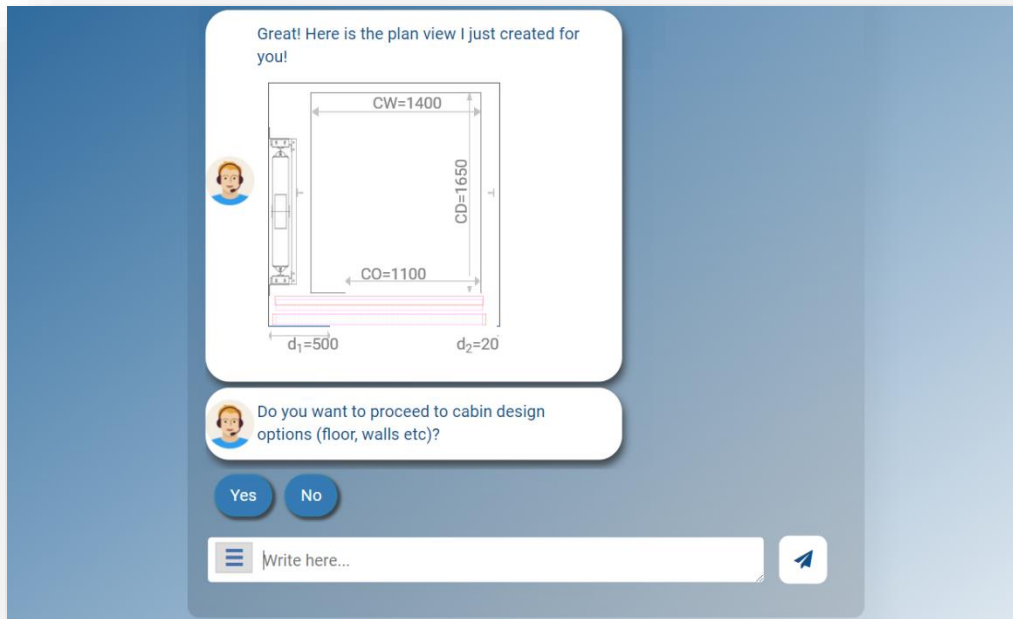 Great! Here is the plan view I just created for
you!
CW=1400
CD=1650
CO=1100
d₁=500
d₂=20
Do you want to proceed to cabin design
options (floor, walls etc)?
Yes
No
Write here...